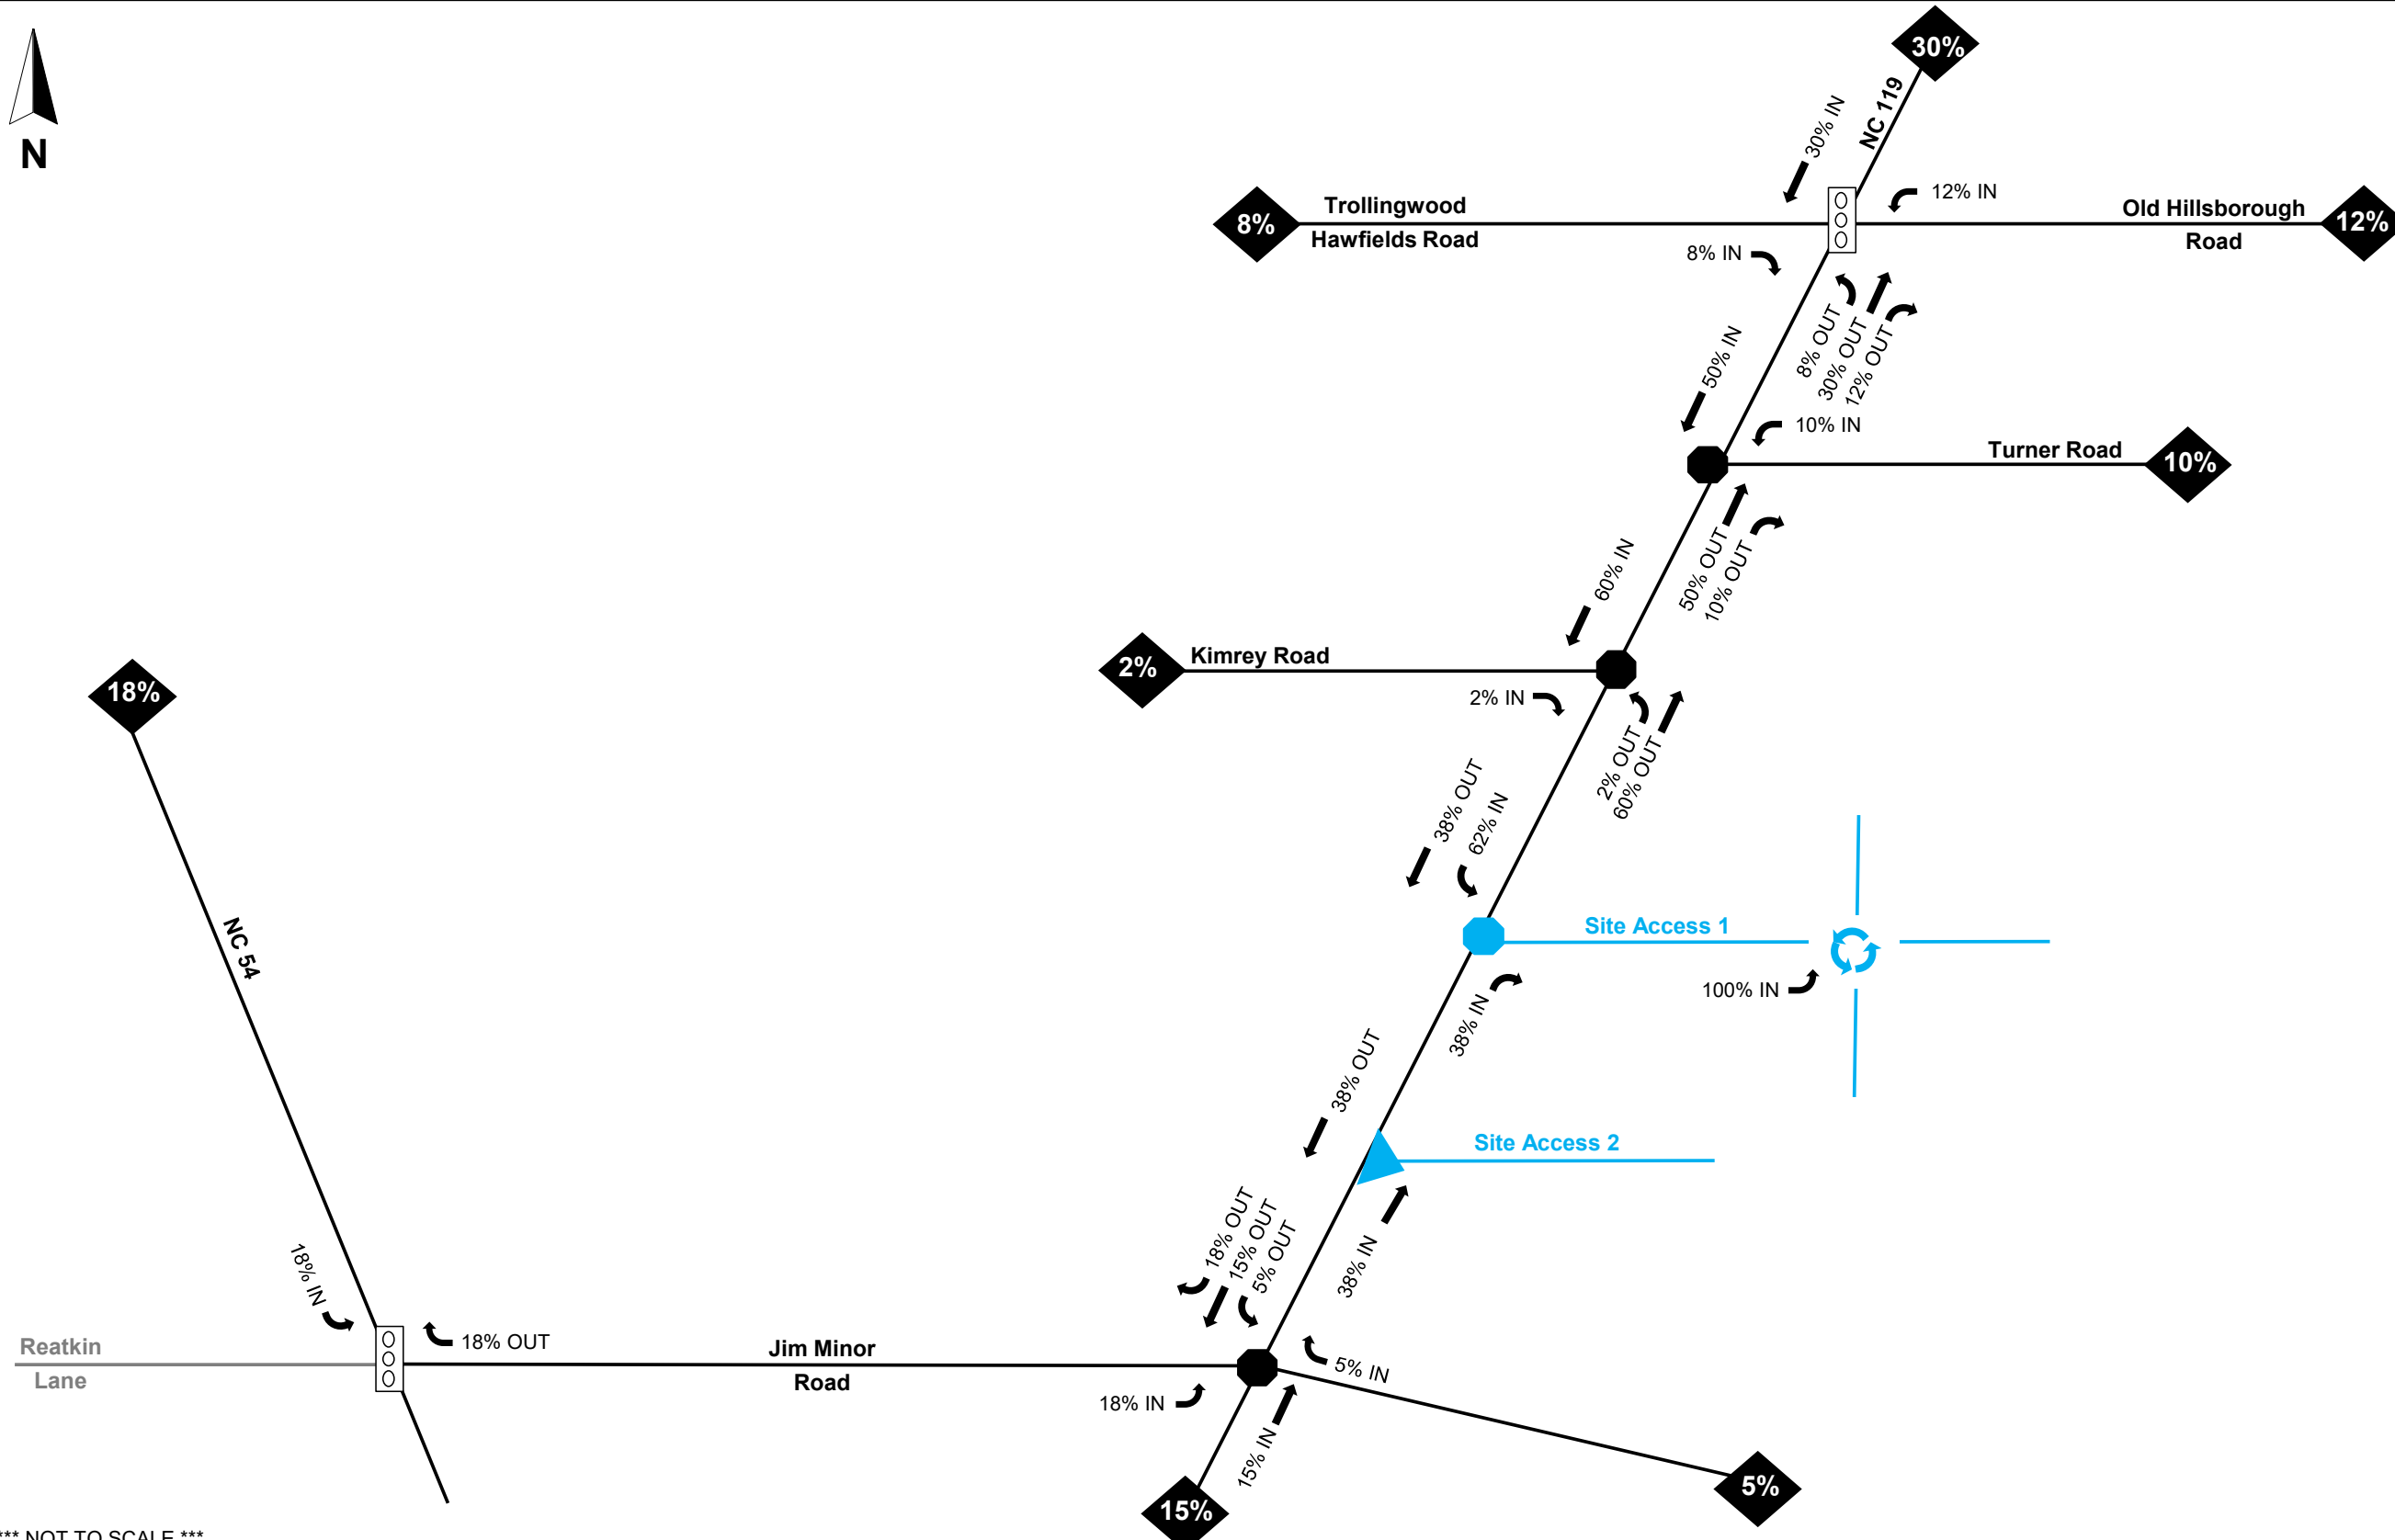 30%
NC 119
30% IN
12% IN
Trollingwood
Hawfields Road
8%
Old Hillsborough
Road
12%
8% IN
8% OUT
30% OUT
12% OUT
50% IN
10% IN
Turner Road
10%
50% OUT
10% OUT
60% IN
Kimrey Road
2%
2% IN
2% OUT
60% OUT
N
18%
NC 54
38% OUT
62% IN
Site Access 1
100% IN
38% IN
38% OUT
Site Access 2
38% IN
18% OUT
15% OUT
5% OUT
18% IN
18% OUT
Reatkin
Lane
Jim Minor
Road
18% IN
5% IN
15% IN
15%
5%
*** NOT TO SCALE ***